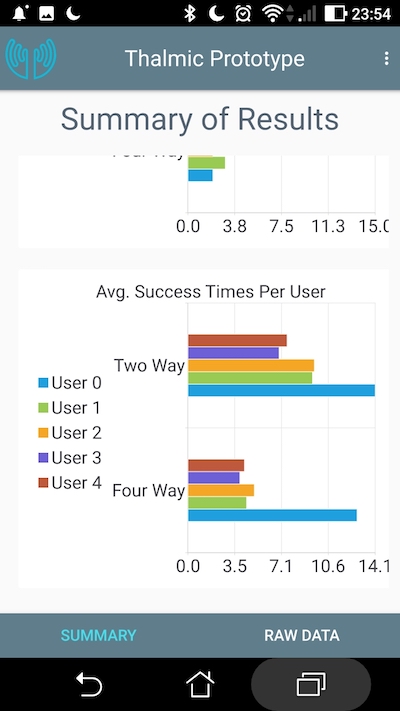 23:54
Thalmic Prototype
Summary of Results
Four Way
0.0 3.8 7.5 11.3 15.0
Avg. Success Times Per User
Two Way
User 0
User 1
User 2
User 3
User 4
Four Way
0.0 3.5 7.1 10.6 14.1
SUMMARY RAW DATA